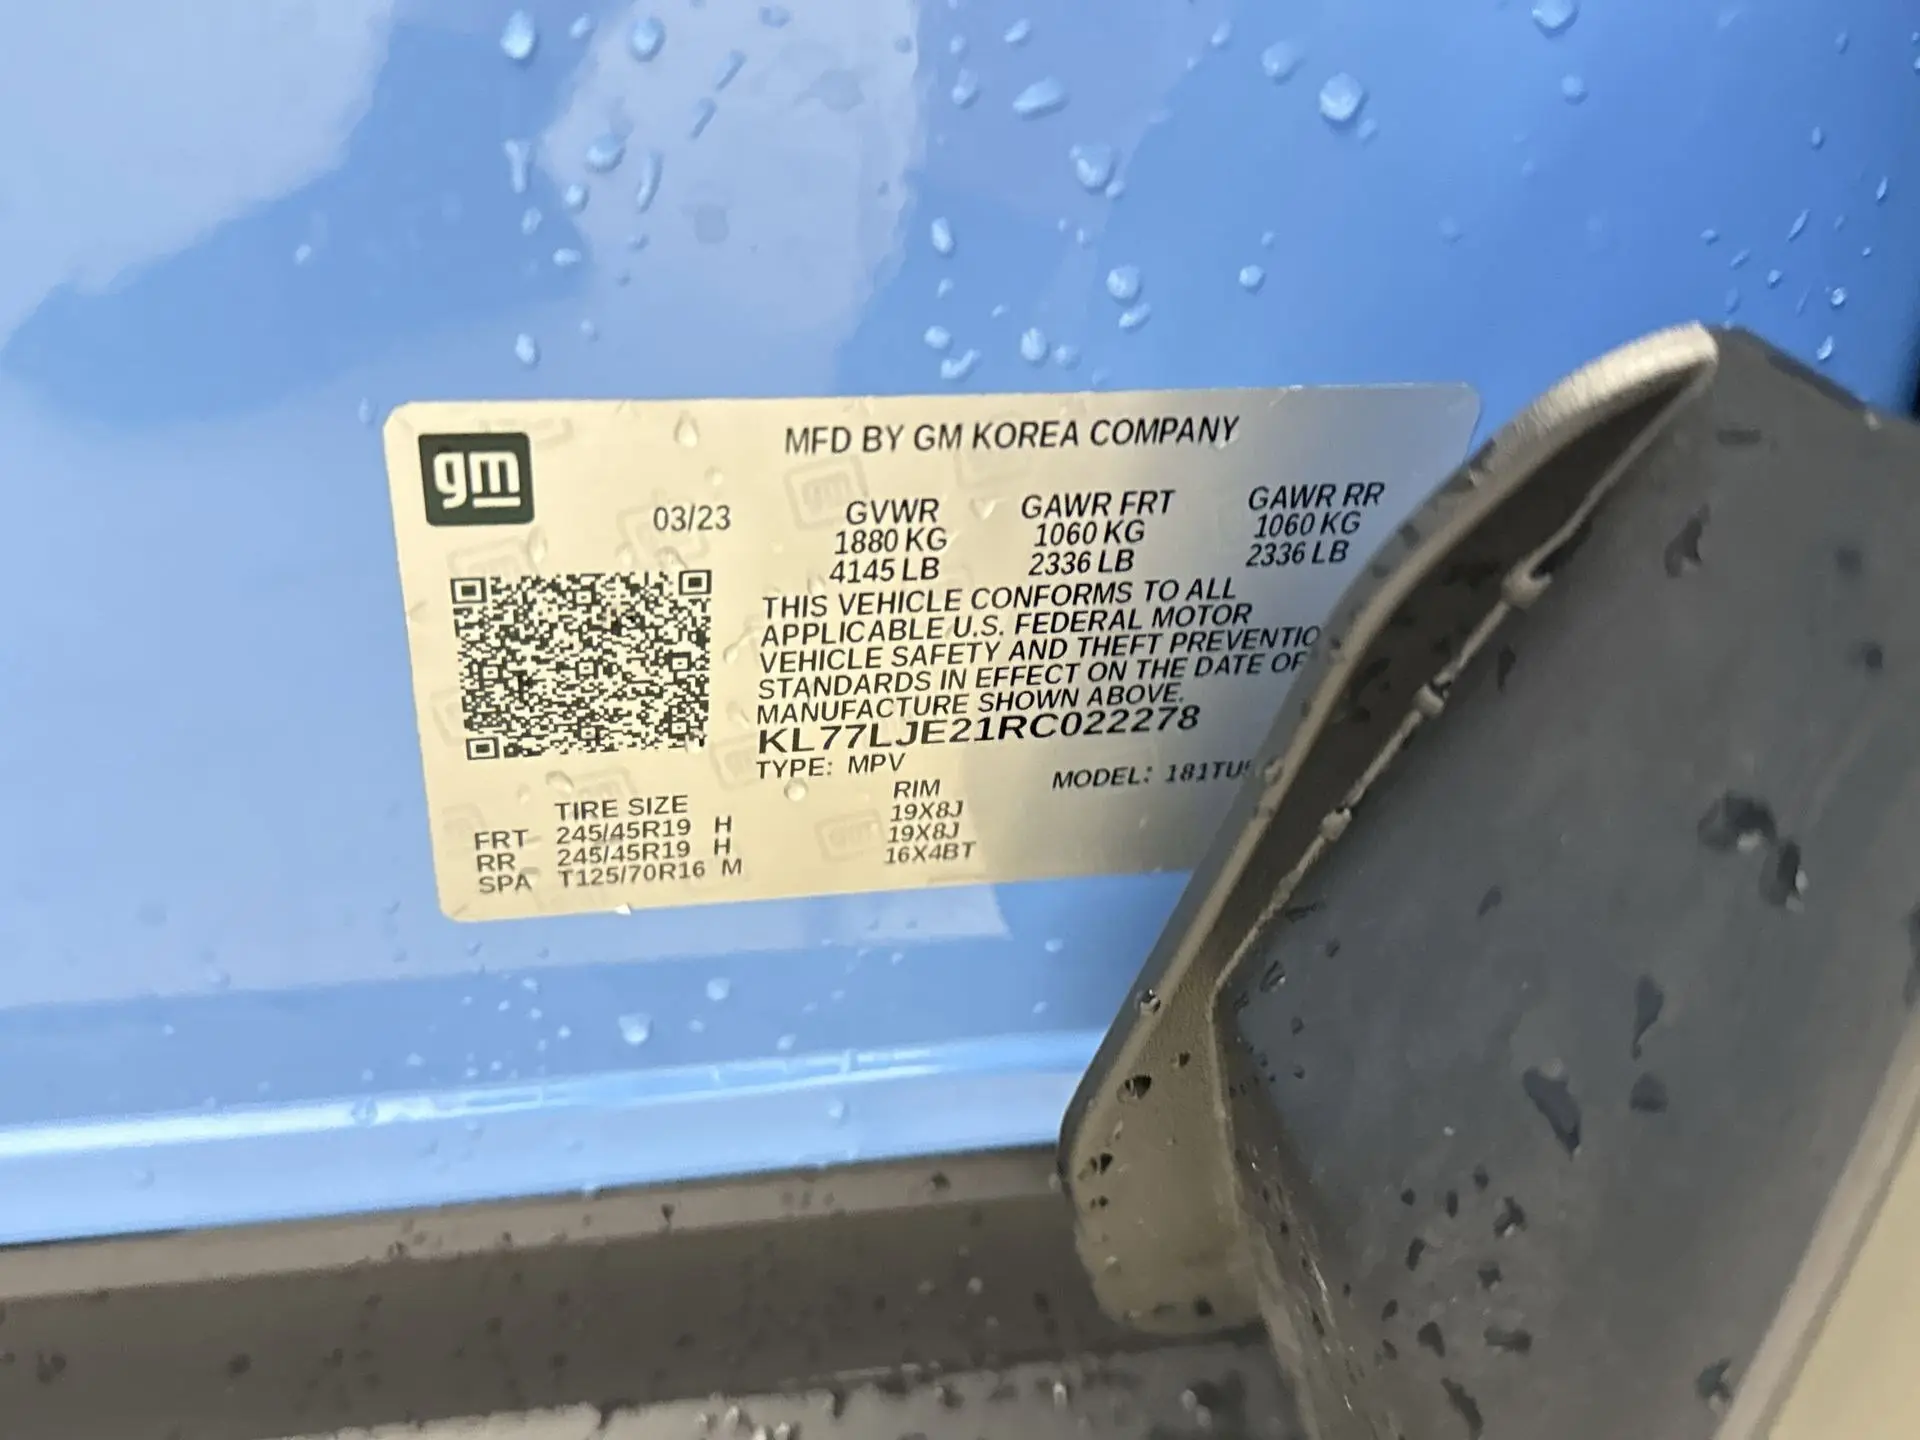 gm
MFD BY GM KOREA COMPANY
03/23
GVWR GAWR FRT GAWR RR
1880 KG 1060 KG 1060 KG
4145 LB 2336 LB 2336 LB
THIS VEHICLE CONFORMS TO ALL
APPLICABLE U.S. FEDERAL MOTOR
VEHICLE SAFETY AND THEFT
STANDARDS IN EFFECT ON THE DATE OF
MANUFACTURE SHOWN ABOVE.
KL77LJE21RC022278
TYPE: MPV MODEL:
TIRE SIZE RIM
FRT 245/45R19 H 19X8J
RR 245/45R19 H 19X8J
SPA T125/70R16 M 16X4BT